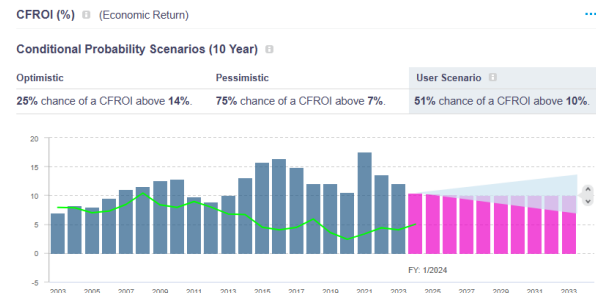 CFROI (%) (Economic Return)
Conditional Probability Scenarios (10 Year)
Optimistic Pessimistic User Scenario
25% chance of a CFROI above 14%. 75% chance of a CFROI above 7%. 51% chance of a CFROI above 10%.
20
15
10
5
0
-5
FY: 1/2024
2003 2005 2007 2009 2011 2013 2015 2017 2019 2021 2023 2025 2027 2029 2031 2033